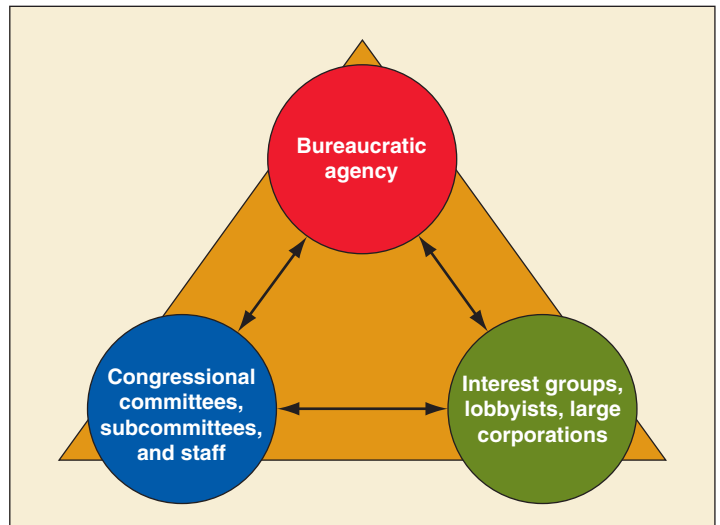 Bureaucratic
agency
Congressional
committees,
subcommittees,
and staff
Interest groups,
lobbyists, large
corporations